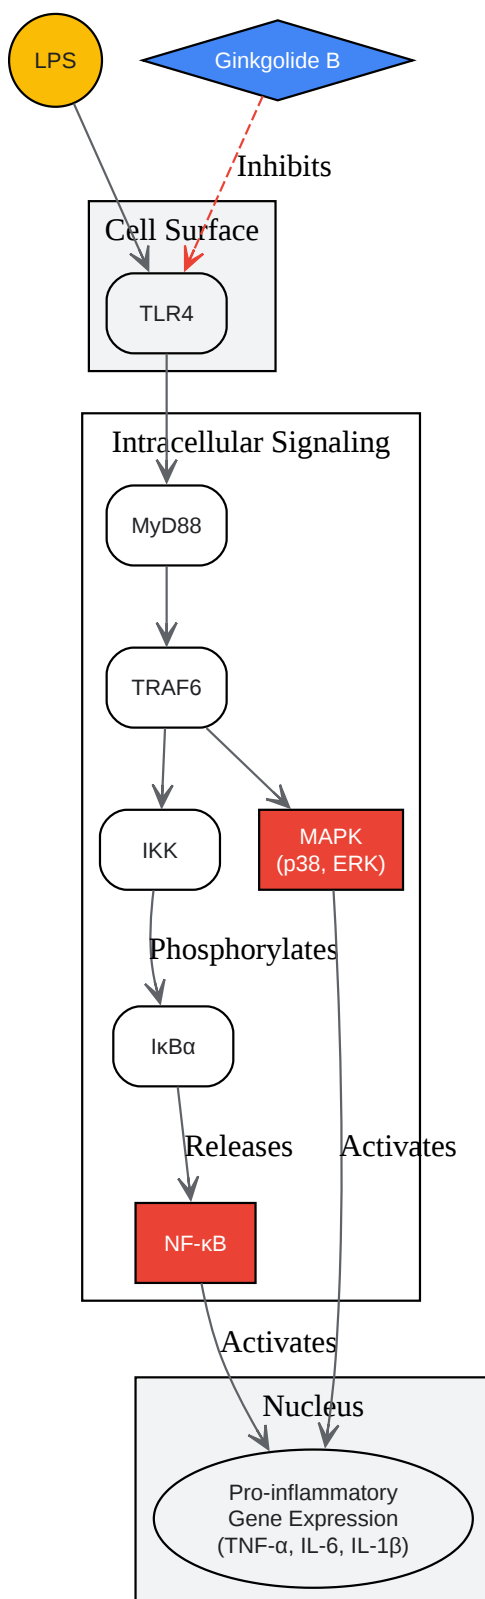 LPS
Ginkgolide B
Inhibits
Cell Surface
TLR4
Intracellular Signaling
MyD88
TRAF6
IKK
MAPK
(p38, ERK)
Phosphorylates
IκBα
Releases
Activates
NF-κB
Activates
Nucleus
Pro-inflammatory
Gene Expression
(TNF-α, IL-6, IL-1β)